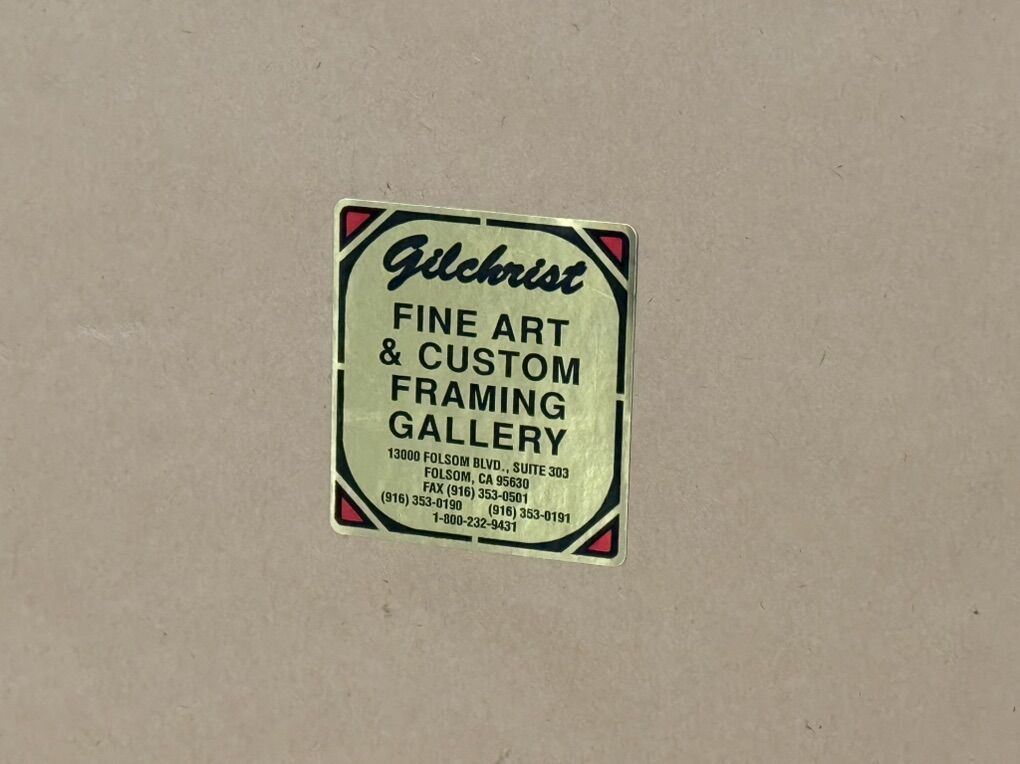 Gilchrist
FINE ART
& CUSTOM
FRAMING
GALLERY
13000 FOLSOM BLVD., SUITE 303
FOLSOM, CA 95630
FAX (916) 353-0501
(916) 353-0190 (916) 353-0191
1-800-232-9431